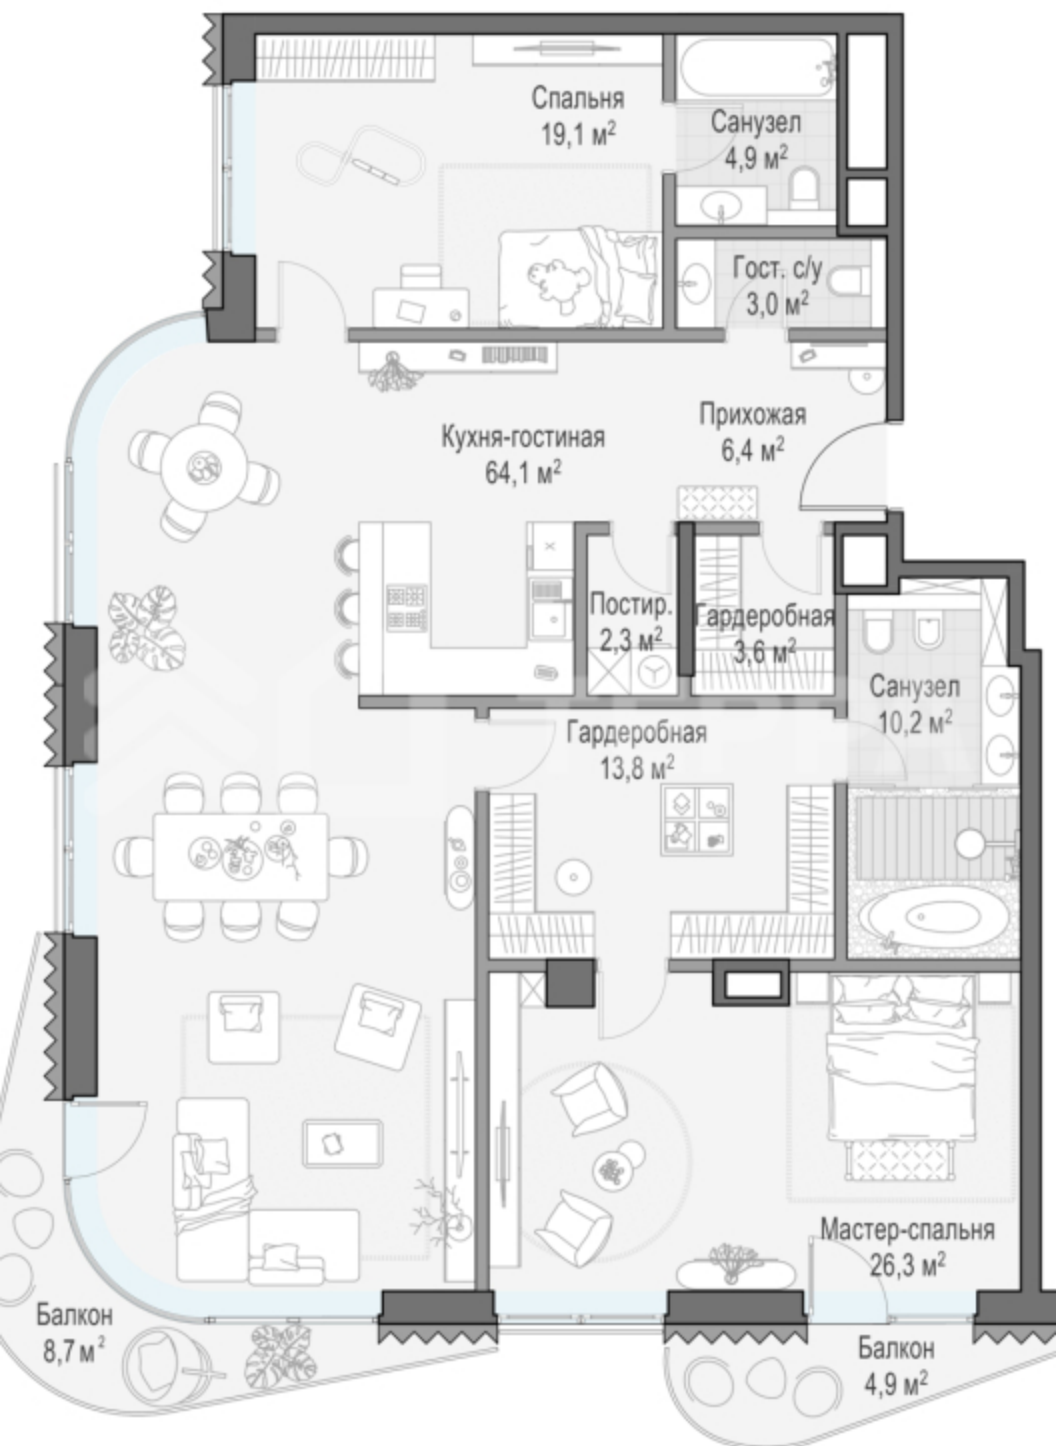 Спальня
19,1 м²
Санузел
4,9 м²
Гост. с/у
3,0 м²
Прихожая
6,4 м²
Кухня-гостиная
64,1 м²
Постир.
2,3 м²
Гардеробная
3,6 м²
Санузел
10,2 м²
Гардеробная
13,8 м²
Мастер-спальня
26,3 м²
Балкон
8,7 м²
Балкон
4,9 м²